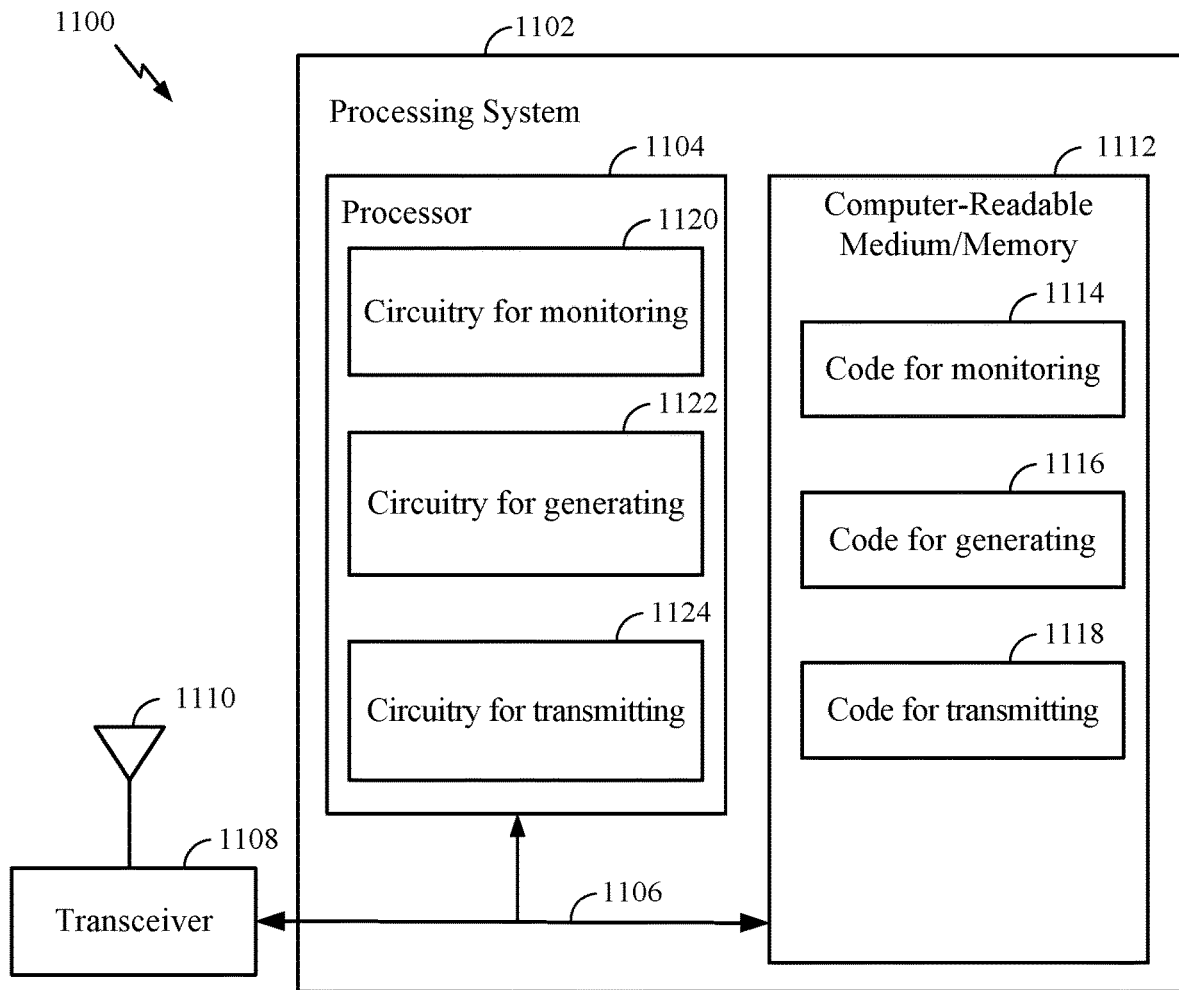 1100
1102
Processing System
1104
Processor
1120
Circuitry for monitoring
1122
Circuitry for generating
1124
Circuitry for transmitting
1112
Computer-Readable
Medium/Memory
1114
Code for monitoring
1116
Code for generating
1118
Code for transmitting
1110
1108
Transceiver
1106